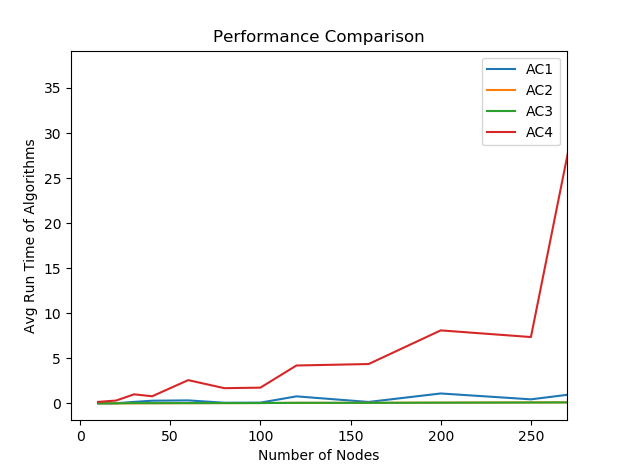 Performance Comparison
AC1
AC2
AC3
AC4
Avg Run Time of Algorithms
35
30
25
20
15
10
5
0
0 50 100 150 200 250
Number of Nodes